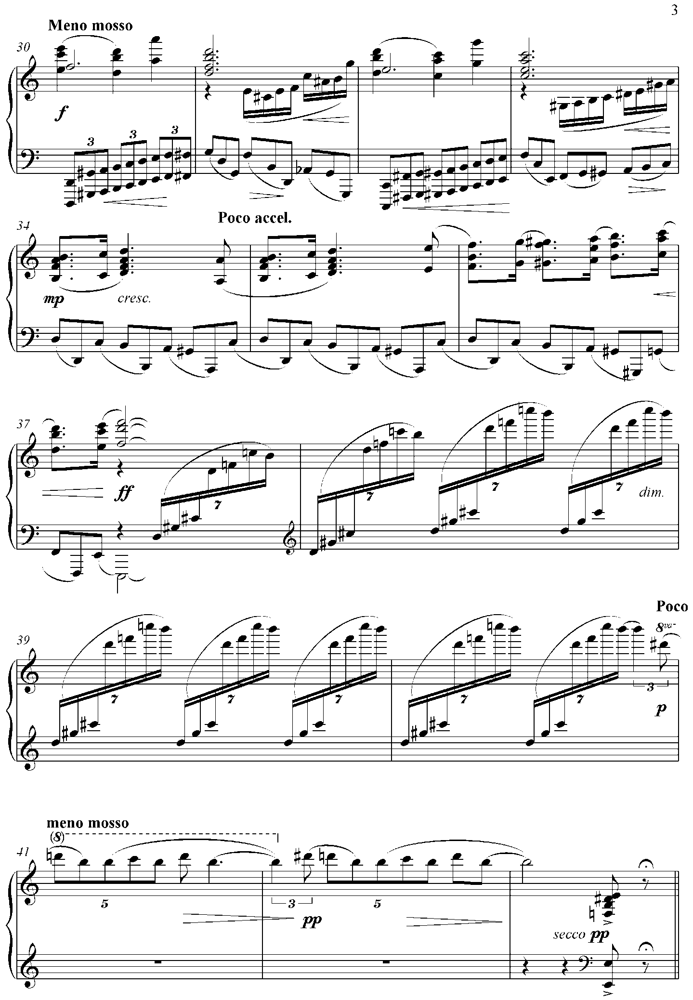 3
Meno mosso
30
f
3 3 3
Poco accel.
34
mp cresc.
37
ff 7 7 7 7 dim.
Poco
8va
39
7 7 7 7 7 3
p
meno mosso
(8)
41
5 3 5
pp
secco pp